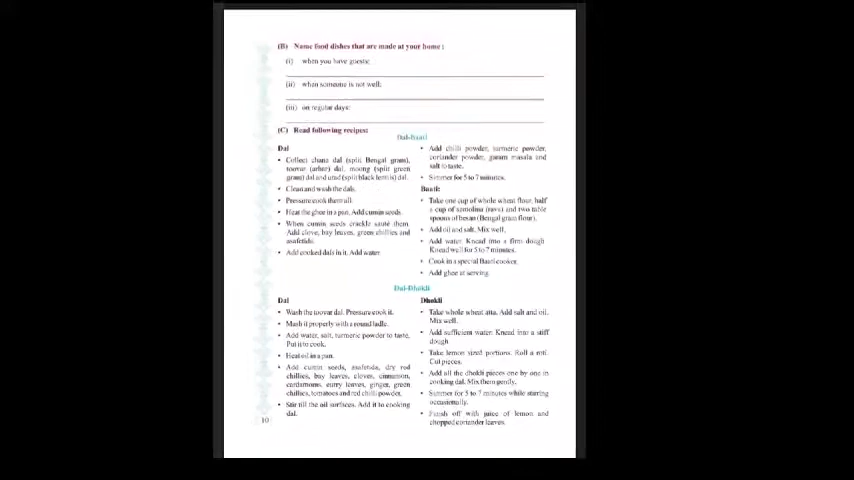 (B) Name food dishes that are made at your home :
(i) when you have guests:
(ii) when someone is not well:
(iii) on regular days:
(C) Read following recipes:
Dal-Baati
Dal
• Collect chana dal (split Bengal gram),
toovar (arhar) dal, moong (split green
gram) dal and urad (split black lentils) dal.
• Clean and wash the dals.
• Pressure cook them all.
• Heat the ghee in a pan. Add cumin seeds.
• When cumin seeds crackle sauté them.
Add clove, bay leaves, green chillies and
asafetida.
• Add cooked dals in it. Add water.
• Add chilli powder, turmeric powder,
coriander powder, garam masala and
salt to taste.
• Simmer for 5 to 7 minutes.
Baati:
• Take one cup of whole wheat flour, half
a cup of semolina (rava) and two table
spoons of besan (Bengal gram flour).
• Add oil and salt. Mix well.
• Add water. Knead into a firm dough
Knead well for 5 to 7 minutes.
• Cook in a special Baati cooker.
• Add ghee at serving.
Dal-Dhokli
Dal
• Wash the toovar dal. Pressure cook it.
• Mash it properly with a round ladle.
• Add water, salt, turmeric powder to taste.
Put it to cook.
• Heat oil in a pan.
• Add cumin seeds, asafetida, dry red
chillies, bay leaves, cloves, cinnamon,
cardamoms, curry leaves, ginger, green
chillies, tomatoes and red chilli powder.
• Stir till the oil surfaces. Add it to cooking
dal.
Dhokli
• Take whole wheat atta. Add salt and oil.
Mix well.
• Add sufficient water. Knead into a stiff
dough
• Take lemon sized portions. Roll a roti.
Cut pieces.
• Add all the dhokli pieces one by one in
cooking dal. Mix them gently.
• Simmer for 5 to 7 minutes while stirring
occasionally.
• Finish off with juice of lemon and
chopped coriander leaves.
10